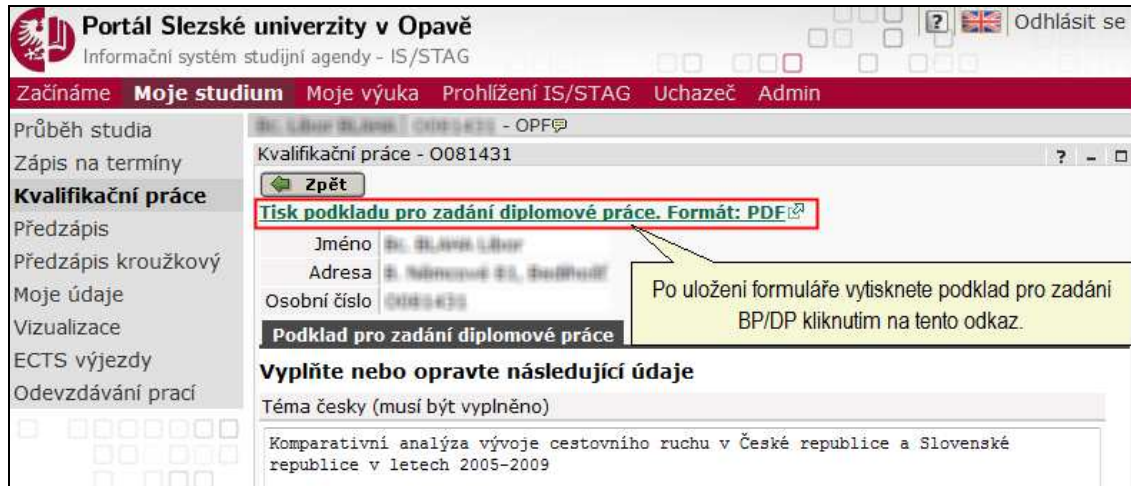 Portál Slezské univerzity v Opavě
Informační systém studijní agendy - IS/STAG
? Odhlásit se
Začínáme Moje studium Moje výuka Prohlížení IS/STAG Uchazeč Admin
Průběh studia
Zápis na termíny
Kvalifikační práce
Předzápis
Předzápis kroužkový
Moje údaje
Vizualizace
ECTS výjezdy
Odevzdávání prací
- OPF
Kvalifikační práce - O081431
Zpět
Tisk podkladu pro zadání diplomové práce. Formát: PDF
Jméno
Adresa
Osobní číslo
Po uložení formuláře vytisknete podklad pro zadání
BP/DP kliknutim na tento odkaz.
Podklad pro zadání diplomové práce
Vyplňte nebo opravte následující údaje
Téma česky (musí být vyplněno)
Komparativní analýza vývoje cestovního ruchu v České republice a Slovenské
republice v letech 2005-2009